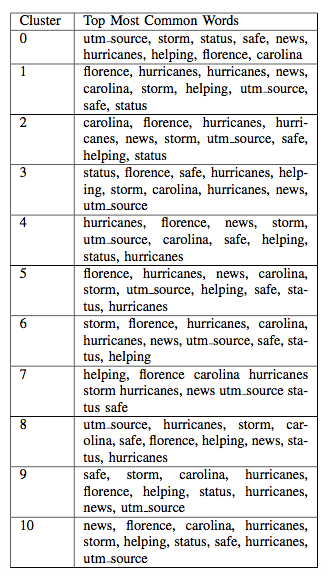 Cluster Top Most Common Words
0 utm_source, storm, status, safe, news,
hurricanes, helping, florence, carolina
1 florence, hurricanes, hurricanes, news,
carolina, storm, helping, utm_source,
safe, status
2 carolina, florence, hurricanes, hurri-
canes, news, storm, utm_source, safe,
helping, status
3 status, florence, safe, hurricanes, help-
ing, storm, carolina, hurricanes, news,
utm_source
4 hurricanes, florence, news, storm,
utm_source, carolina, safe, helping,
status, hurricanes
5 florence, hurricanes, news, carolina,
storm, utm_source, helping, safe, sta-
tus, hurricanes
6 storm, florence, hurricanes, carolina,
hurricanes, news, utm_source, safe, sta-
tus, helping
7 helping, florence carolina hurricanes
storm hurricanes, news utm_source sta-
tus safe
8 utm_source, hurricanes, storm, car-
olina, safe, florence, helping, news, sta-
tus, hurricanes
9 safe, storm, carolina, hurricanes,
florence, helping, status, hurricanes,
news, utm_source
10 news, florence, carolina, hurricanes,
storm, helping, status, safe, hurricanes,
utm_source